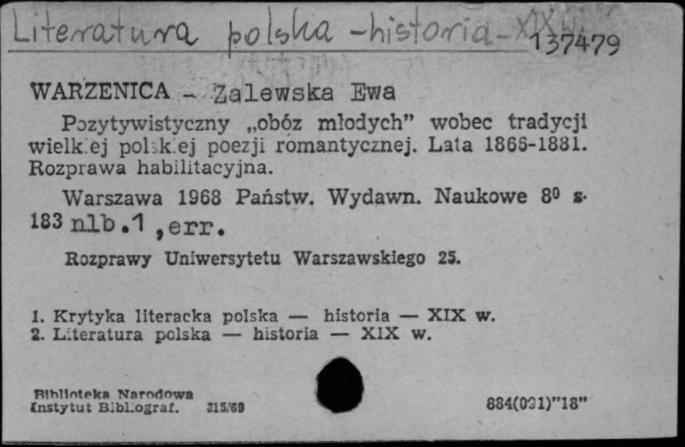 Literatura polska - historia - XIX w.
137479
WARZENICA - Zalewska Ewa
Pozytywistyczny „obóz młodych” wobec tradycji
wielkiej polskiej poezji romantycznej. Lata 1866-1881.
Rozprawa habilitacyjna.
Warszawa 1968 Państw. Wydawn. Naukowe 8⁰ s.
183 nlb.1 ,err.
Rozprawy Uniwersytetu Warszawskiego 25.
1. Krytyka literacka polska — historia — XIX w.
2. Literatura polska — historia — XIX w.
Biblioteka Narodowa
Instytut Bibliograf. 215/69
884(091)"18"